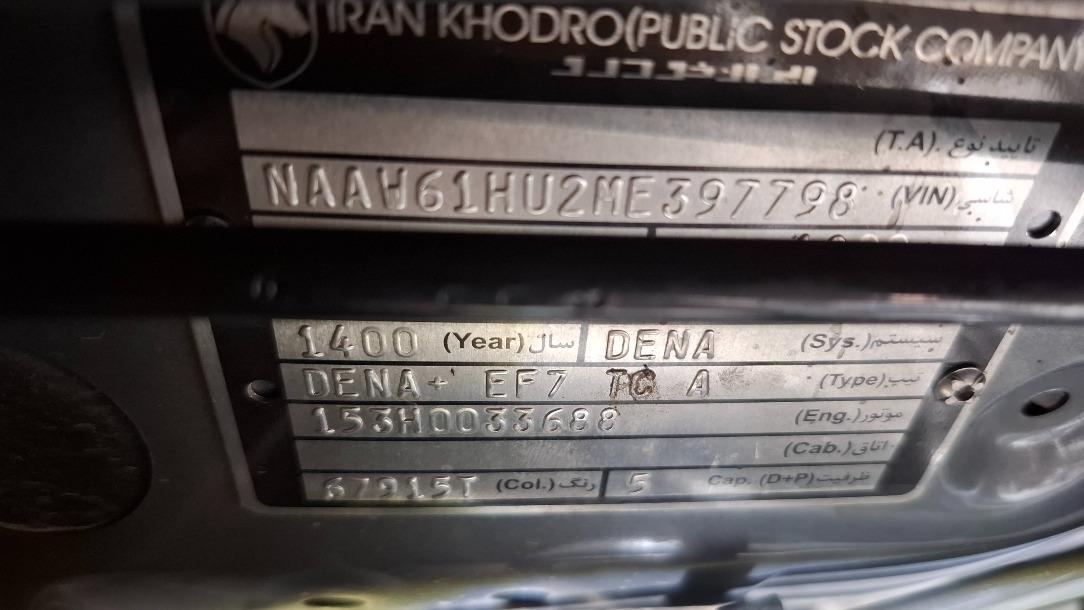 IRAN KHODRO(PUBLIC STOCK COMPANY
تایید نوع .(T.A)
NAAW61HU2ME397798 (VIN) شاسی
1400 (Year) سال DENA (Sys.) سیستم
DENA+ EF7 TC A (Type) تیپ
153H0033688 (Eng.) موتور
(Cab.) اتاق
67915T (Col.) رنگ 5 Cap. (D+P) ظرفیت